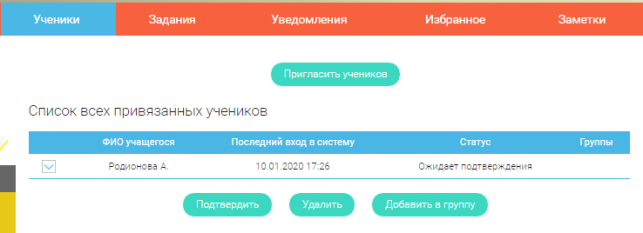 Ученики Задания Уведомления Избранное Заметки
Пригласить учеников
Список всех привязанных учеников
ФИО учащегося Последний вход в систему Статус Группы
Родионова А. 10.01.2020 17:26 Ожидает подтверждения
Подтвердить Удалить Добавить в группу